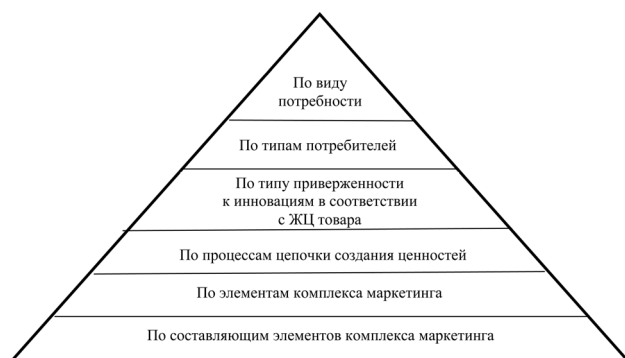 По виду
потребности
По типам потребителей
По типу приверженности
к инновациям в соответствии
с ЖЦ товара
По процессам цепочки создания ценностей
По элементам комплекса маркетинга
По составляющим элементов комплекса маркетинга